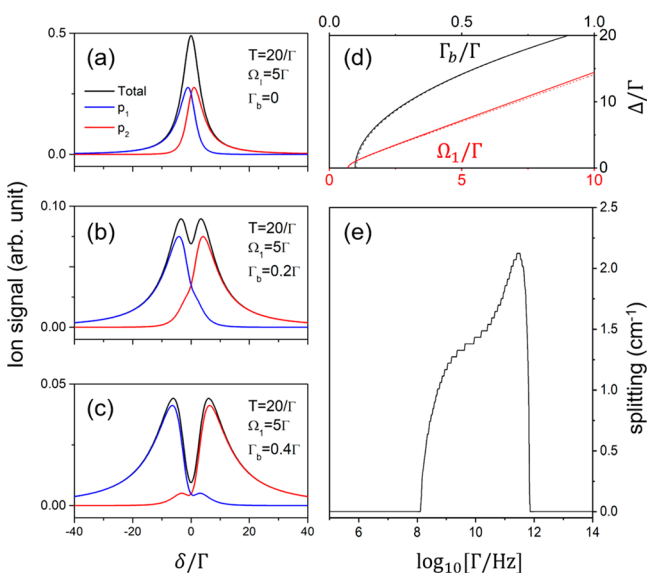 (a)
T=20/Γ
Ω₁=5Γ
Γb=0
Total
p₁
p₂
0.5
0.0
(b)
T=20/Γ
Ω₁=5Γ
Γb=0.2Γ
0.10
0.00
(c)
T=20/Γ
Ω₁=5Γ
Γb=0.4Γ
0.05
0.00
-40 -20 0 20 40
δ/Γ
Ion signal (arb. unit)
0.0 0.5 1.0
(d)
Γb/Γ
Ω₁/Γ
20
10
0
Δ/Γ
0 5 10
(e)
2.5
2.0
1.5
1.0
0.5
0.0
splitting (cm⁻¹)
6 8 10 12 14
log₁₀[Γ/Hz]